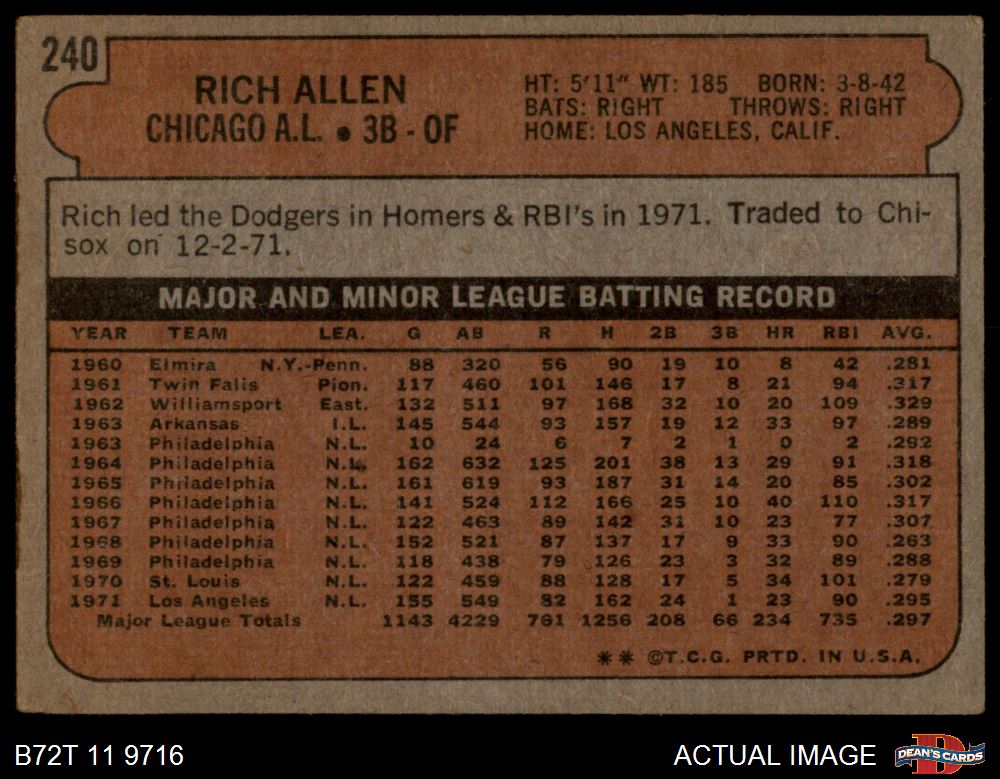 240
RICH ALLEN
CHICAGO A.L. • 3B - OF
HT: 5'11" WT: 185 BORN: 3-8-42
BATS: RIGHT THROWS: RIGHT
HOME: LOS ANGELES, CALIF.
Rich led the Dodgers in Homers & RBI's in 1971. Traded to Chi-
sox on 12-2-71.
MAJOR AND MINOR LEAGUE BATTING RECORD
YEAR TEAM LEA. G AB R H 2B 3B HR RBI AVG.
1960 Elmira N.Y.-Penn. 88 320 56 90 19 10 8 42 .281
1961 Twin Falls Pion. 117 460 101 146 17 8 21 94 .317
1962 Williamsport East. 132 511 97 168 32 10 20 109 .329
1963 Arkansas I.L. 145 544 93 157 19 12 33 97 .289
1963 Philadelphia N.L. 10 24 6 7 2 1 0 2 .292
1964 Philadelphia N.L. 162 632 125 201 38 13 29 91 .318
1965 Philadelphia N.L. 161 619 93 187 31 14 20 85 .302
1966 Philadelphia N.L. 141 524 112 166 25 10 40 110 .317
1967 Philadelphia N.L. 122 463 89 142 31 10 23 77 .307
1968 Philadelphia N.L. 152 521 87 137 17 9 33 90 .263
1969 Philadelphia N.L. 118 438 79 126 23 3 32 89 .288
1970 St. Louis N.L. 122 459 88 128 17 5 34 101 .279
1971 Los Angeles N.L. 155 549 82 162 24 1 23 90 .295
Major League Totals 1143 4229 761 1256 208 66 234 735 .297
** ©T.C.G. PRTD. IN U.S.A.
B72T 11 9716
ACTUAL IMAGE
DEAN'S CARDS